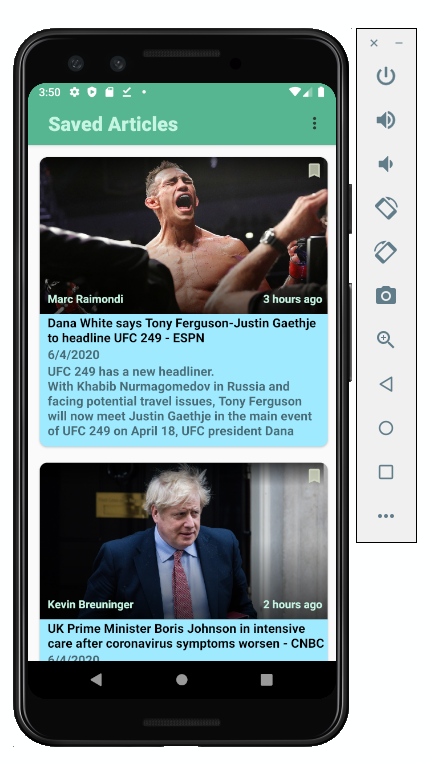 3:50
Saved Articles
Marc Raimondi
3 hours ago
Dana White says Tony Ferguson-Justin Gaethje
to headline UFC 249 - ESPN
6/4/2020
UFC 249 has a new headliner.
With Khabib Nurmagomedov in Russia and
facing potential travel issues, Tony Ferguson
will now meet Justin Gaethje in the main event
of UFC 249 on April 18, UFC president Dana
Kevin Breuninger
2 hours ago
UK Prime Minister Boris Johnson in intensive
care after coronavirus symptoms worsen - CNBC
6/4/2020